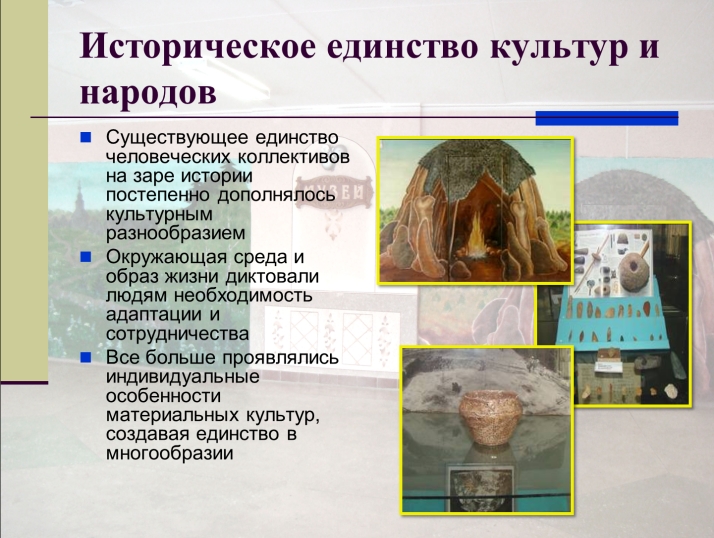 Историческое единство культур и
народов
Существующее единство
человеческих коллективов
на заре истории
постепенно дополнялось
культурным
разнообразием
Окружающая среда и
образ жизни диктовали
людям необходимость
адаптации и
сотрудничества
Все больше проявлялись
индивидуальные
особенности
материальных культур,
создавая единство в
многообразии
МУЗЕЙ